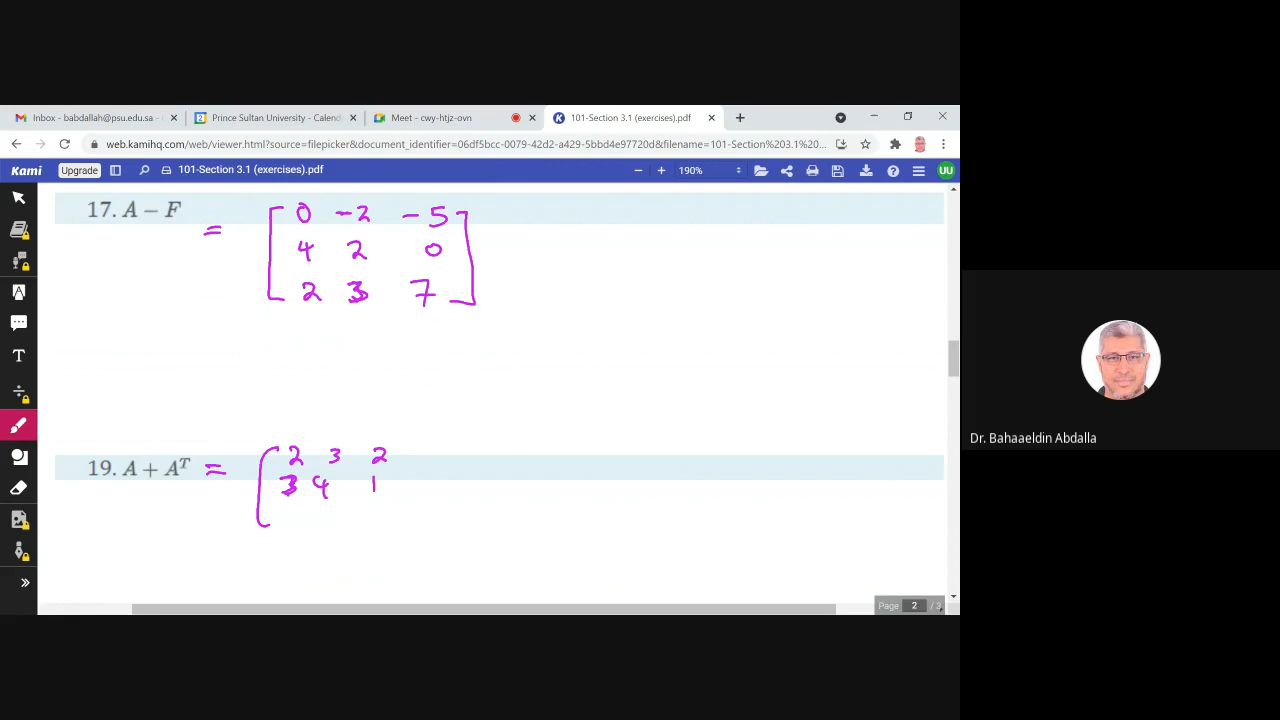 Inbox - babdallah@psu.edu.sa -
Prince Sultan University - Calend
Meet - cwy-htjz-ovn
101-Section 3.1 (exercises).pdf
web.kamihq.com/web/viewer.html?source=filepicker&document_identifier=06df5bcc-0079-42d2-a429-5bbd4e97720d&filename=101-Section%203.1%20...
Kami Upgrade 101-Section 3.1 (exercises).pdf 190% UU
17. A − F = [ 0 -2 -5
4 2 0
2 3 7 ]
19. A + Aᵀ = [ 2 3 2
3 4 1
T
A
Page 2 / 3
Dr. Bahaaeldin Abdalla